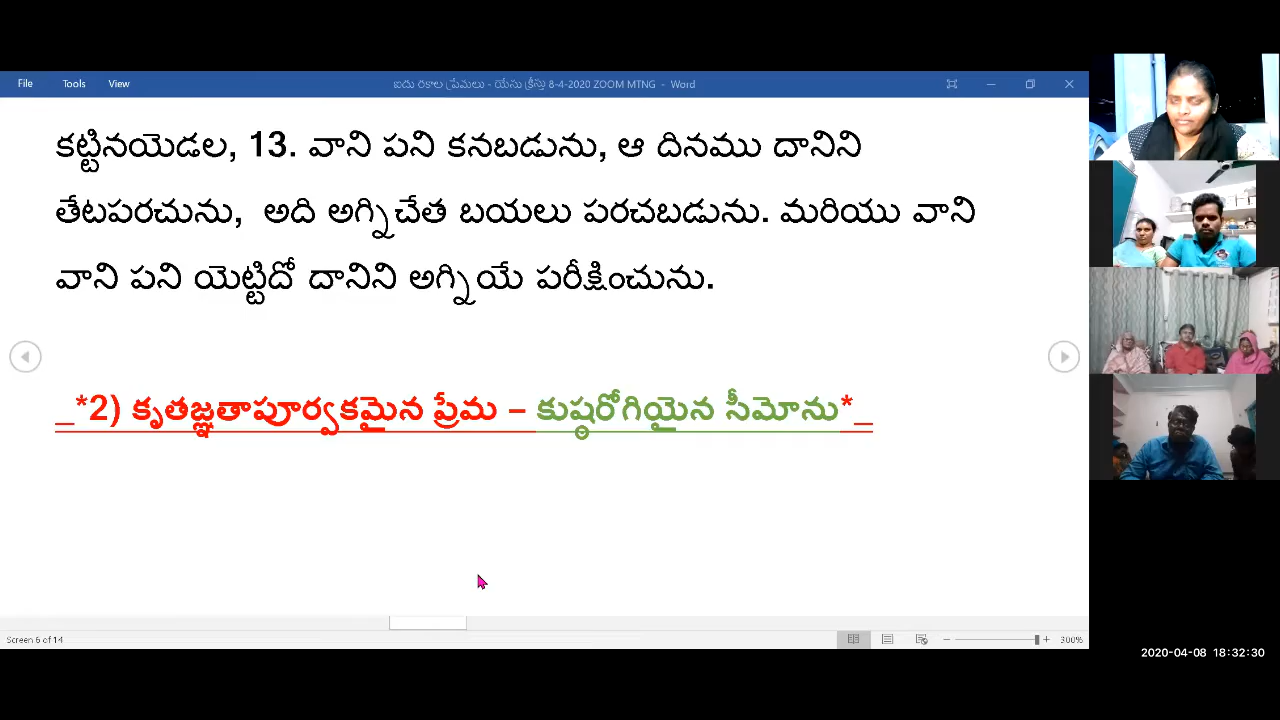 File Tools View ఐదు రకాల ప్రేమలు - యేసు క్రీస్తు 8-4-2020 ZOOM MTNG - Word
కట్టినయెడల, 13. వాని పని కనబడును, ఆ దినము దానిని
తేటపరచును, అది అగ్నిచేత బయలు పరచబడును. మరియు వాని
వాని పని యెట్టిదో దానిని అగ్నియే పరీక్షించును.
_*2) కృతజ్ఞతాపూర్వకమైన ప్రేమ – కుష్ఠరోగియైన సీమోను*_
Screen 6 of 14 300%
2020-04-08 18:32:30